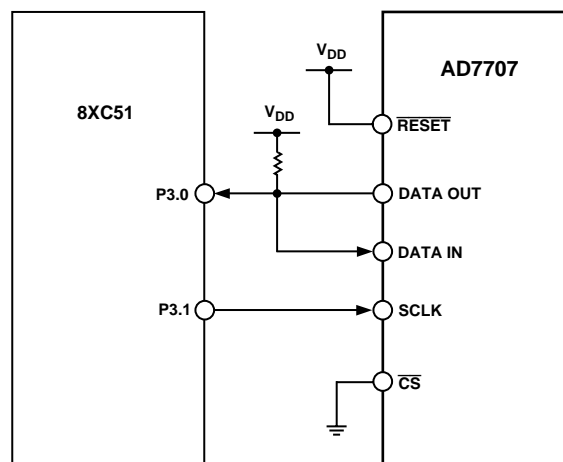 V_DD
AD7707
8XC51
V_DD
RESET
P3.0
DATA OUT
DATA IN
P3.1
SCLK
CS